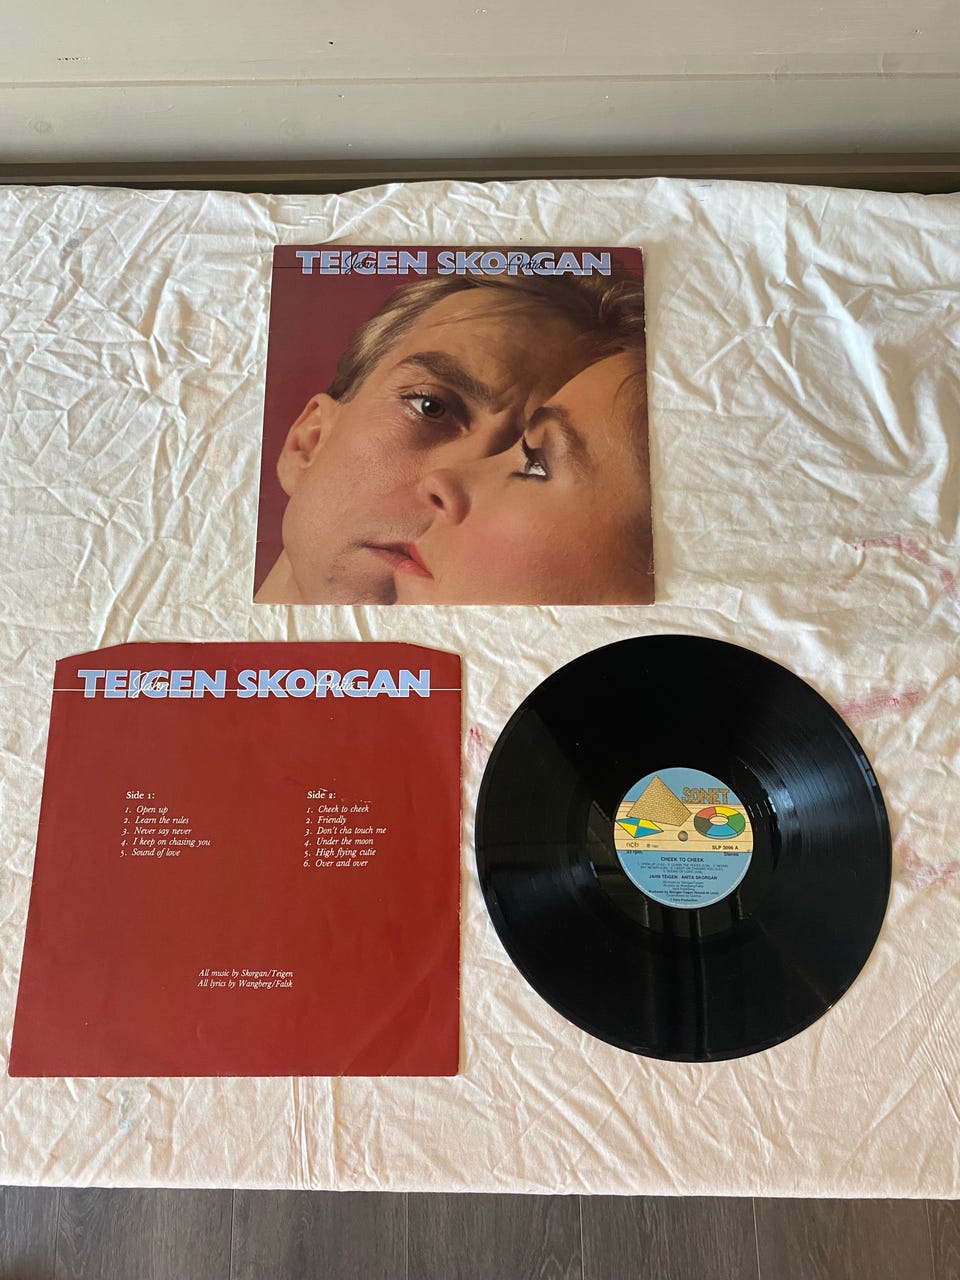 TEIGEN SKORGAN
Jahn Anita
TEIGEN SKORGAN
Jahn Anita
Side 1:
1. Open up
2. Learn the rules
3. Never say never
4. I keep on chasing you
5. Sound of love
Side 2:
1. Cheek to cheek
2. Friendly
3. Don't cha touch me
4. Under the moon
5. High flying cutie
6. Over and over
All music by Skorgan/Teigen
All lyrics by Wangberg/Falsk
SONET
ncb
SLP 3096 A
33 rpm
Stereo
CHEEK TO CHEEK
JAHN TEIGEN - ANITA SKORGAN